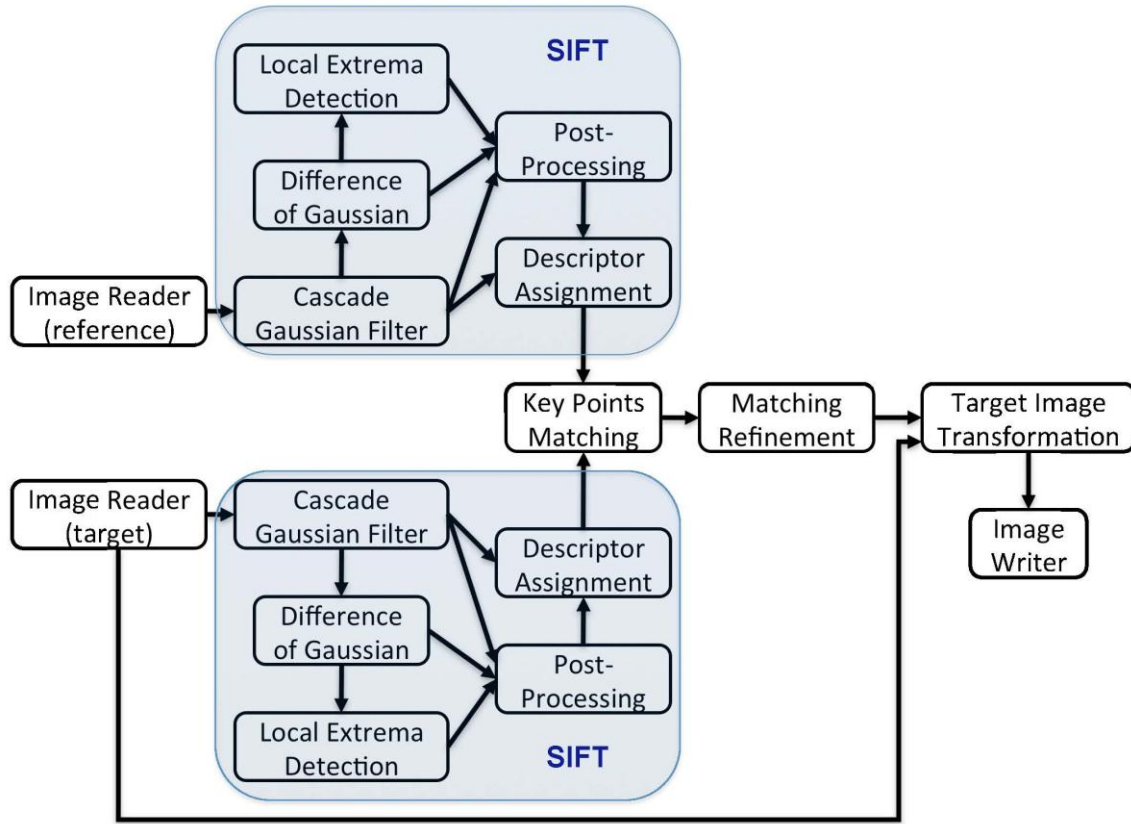 SIFT
Local Extrema
Detection
Post-
Processing
Difference
of Gaussian
Descriptor
Assignment
Image Reader
(reference)
Cascade
Gaussian Filter
Key Points
Matching
Matching
Refinement
Target Image
Transformation
Image Reader
(target)
Cascade
Gaussian Filter
Descriptor
Assignment
Image
Writer
Difference
of Gaussian
Post-
Processing
Local Extrema
Detection
SIFT